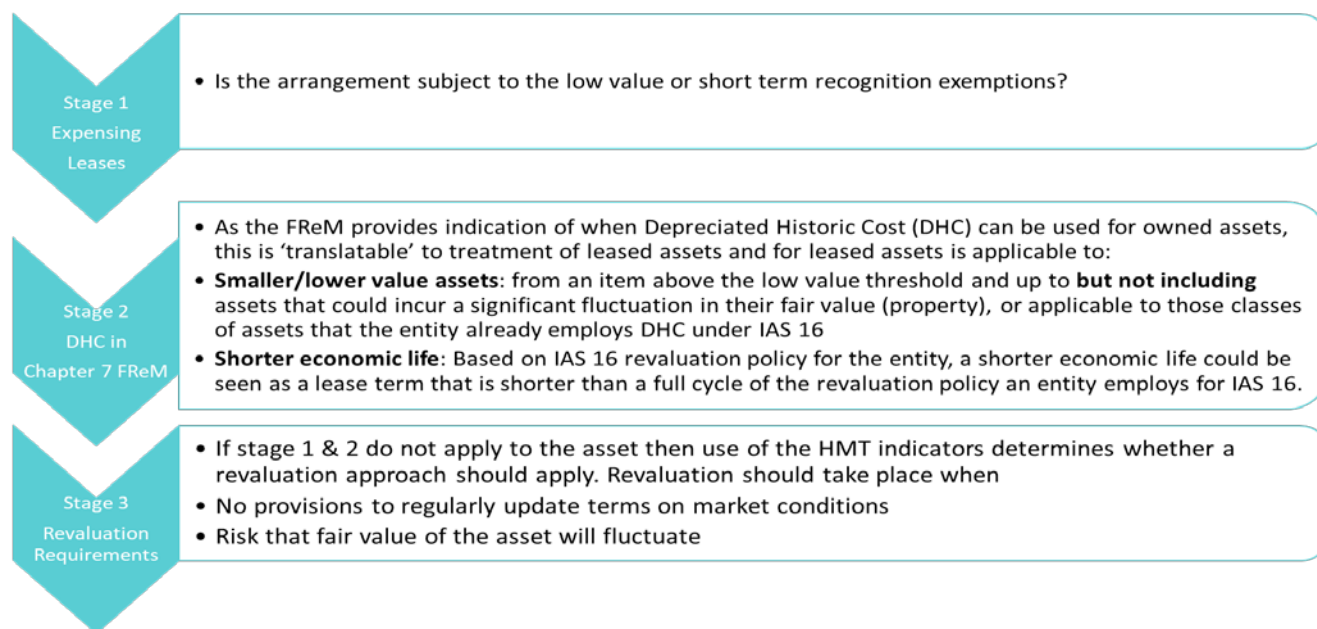 Stage 1
Expensing
Leases
• Is the arrangement subject to the low value or short term recognition exemptions?
Stage 2
DHC in
Chapter 7 FReM
• As the FReM provides indication of when Depreciated Historic Cost (DHC) can be used for owned assets,
this is ‘translatable’ to treatment of leased assets and for leased assets is applicable to:
• Smaller/lower value assets: from an item above the low value threshold and up to but not including
assets that could incur a significant fluctuation in their fair value (property), or applicable to those classes
of assets that the entity already employs DHC under IAS 16
• Shorter economic life: Based on IAS 16 revaluation policy for the entity, a shorter economic life could be
seen as a lease term that is shorter than a full cycle of the revaluation policy an entity employs for IAS 16.
Stage 3
Revaluation
Requirements
• If stage 1 & 2 do not apply to the asset then use of the HMT indicators determines whether a
revaluation approach should apply. Revaluation should take place when
• No provisions to regularly update terms on market conditions
• Risk that fair value of the asset will fluctuate